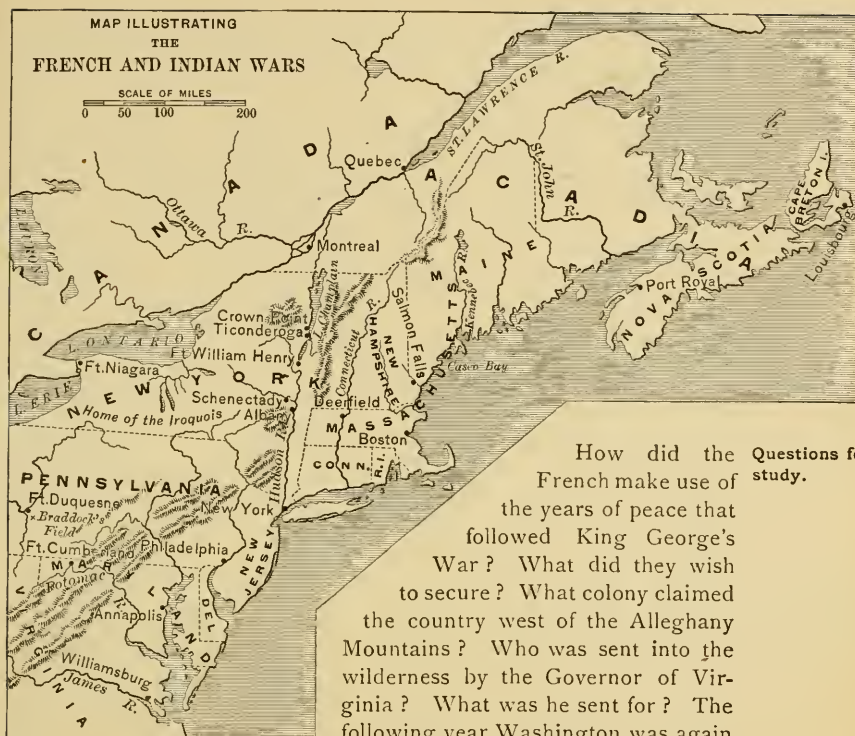 MAP ILLUSTRATING
THE
FRENCH AND INDIAN WARS
SCALE OF MILES
0 50 100 200
CANADA
ACADIA
ST. LAWRENCE R.
Quebec
St. John
R.
CAPE
BRETON I.
Louisbourg
Ottawa
R.
HURON
Montreal
MAINE
NOVA SCOTIA
Port Royal
Crown Point
Ticonderoga
L. Champlain
Ft. William Henry
Connecticut R.
NEW
HAMPSHIRE
Salmon Falls
MASSACHUSETTS
Casco Bay
L. ONTARIO
Ft. Niagara
L. ERIE
NEW YORK
Home of the Iroquois
Schenectady
Albany
Deerfield
MASS
Boston
CONN.
R.I.
Hudson R.
PENNSYLVANIA
Ft. Duquesne
Braddock's
Field
New York
Ft. Cumberland
Philadelphia
NEW
JERSEY
MARYLAND
Potomac
R.
DEL
Annapolis
VIRGINIA
Williamsburg
James R.
How did the
French make use of
the years of peace that
followed King George's
War? What did they wish
to secure? What colony claimed
the country west of the Alleghany
Mountains? Who was sent into the
wilderness by the Governor of Vir-
ginia? What was he sent for? The
following year Washington was again
Questions
study.